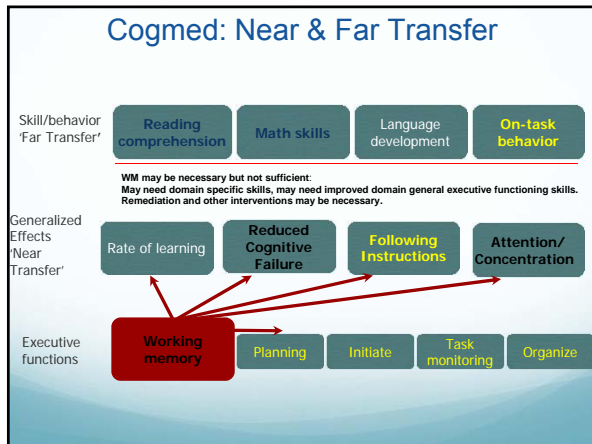 Cogmed: Near & Far Transfer
Skill/behavior
'Far Transfer'
Reading
comprehension
Math skills
Language
development
On-task
behavior
WM may be necessary but not sufficient:
May need domain specific skills, may need improved domain general executive functioning skills.
Remediation and other interventions may be necessary.
Generalized
Effects
'Near
Transfer'
Rate of learning
Reduced
Cognitive
Failure
Following
Instructions
Attention/
Concentration
Executive
functions
Working
memory
Planning
Initiate
Task
monitoring
Organize